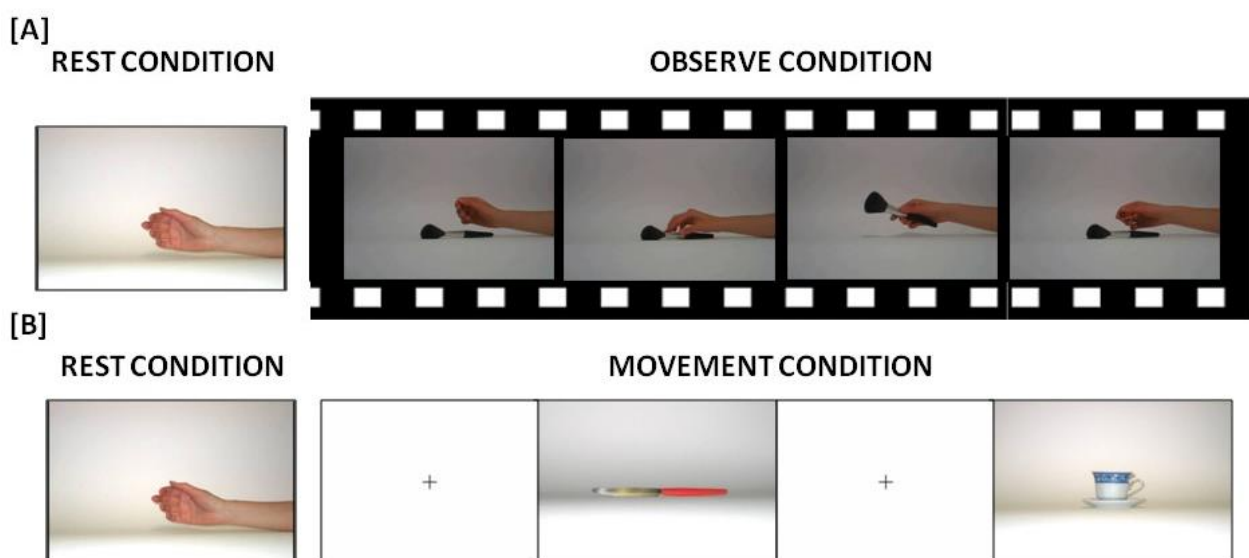 [A]
REST CONDITION OBSERVE CONDITION
[B]
REST CONDITION MOVEMENT CONDITION